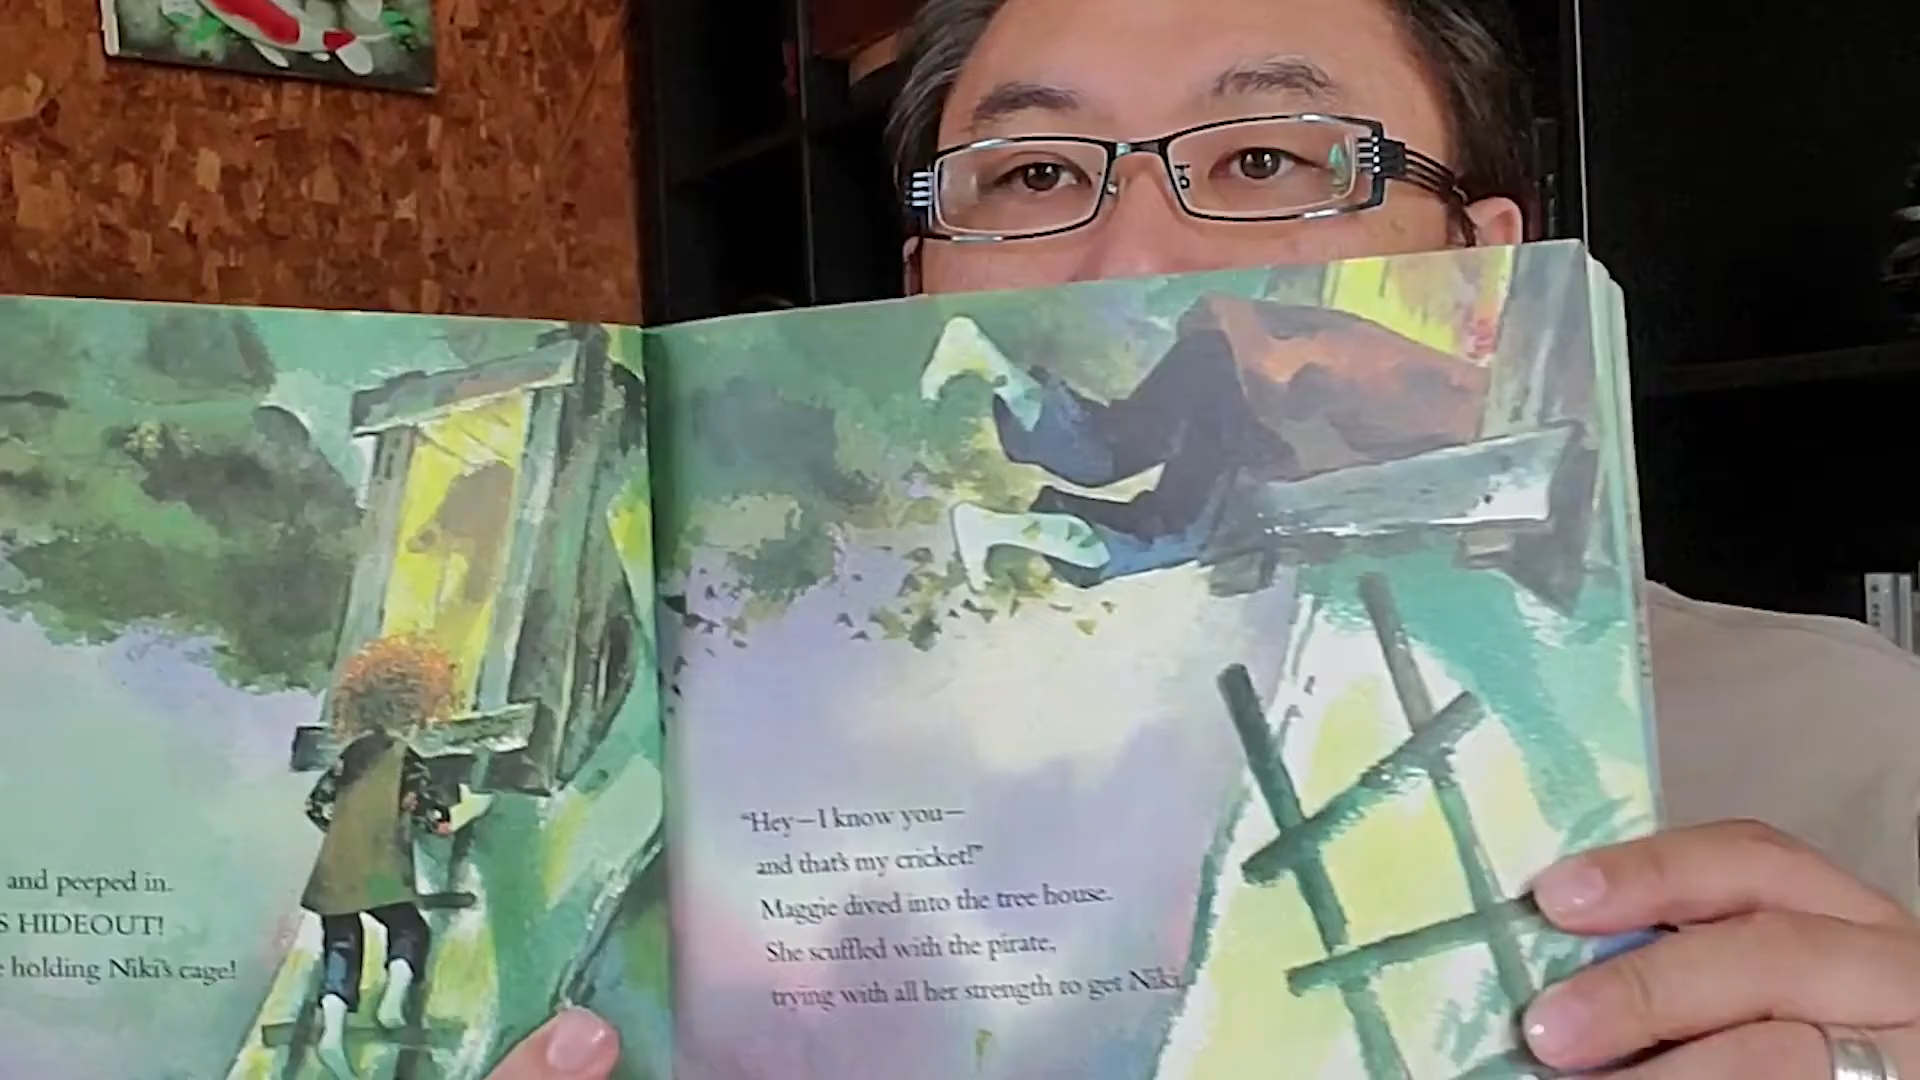 and peeped in.
S HIDEOUT!
holding Niki's cage!
"Hey—I know you—
and that's my cricket!"
Maggie dived into the tree house.
She scuffled with the pirate,
trying with all her strength to get Niki.